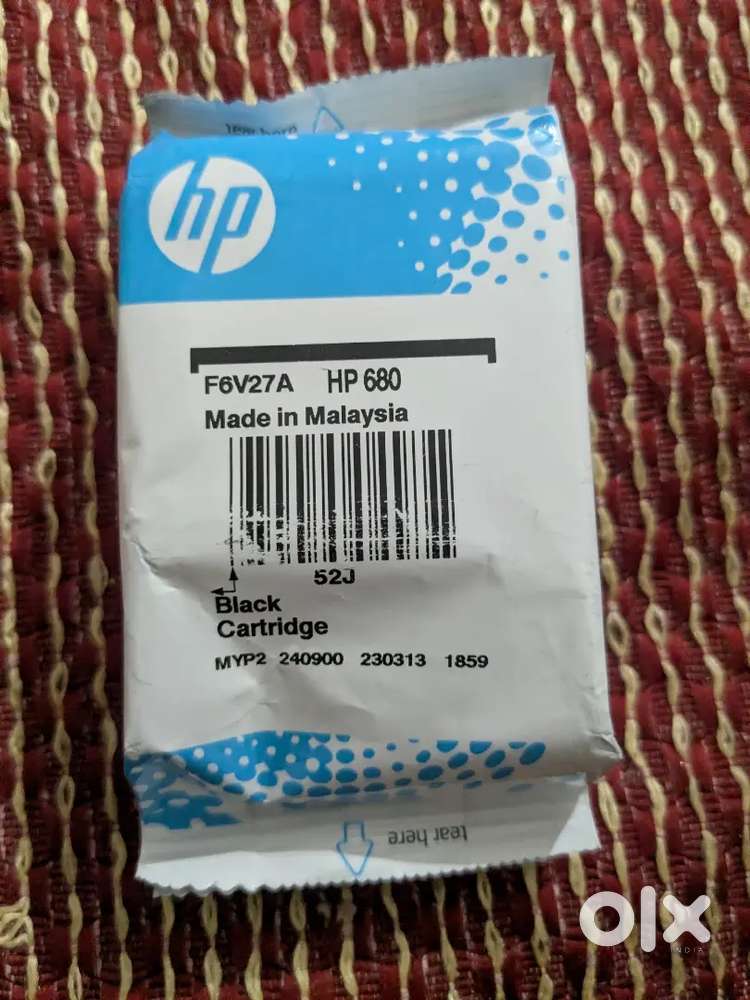 tear here
hp
F6V27A HP 680
Made in Malaysia
52J
Black
Cartridge
MYP2 240900 230313 1859
tear here
olx
INDIA